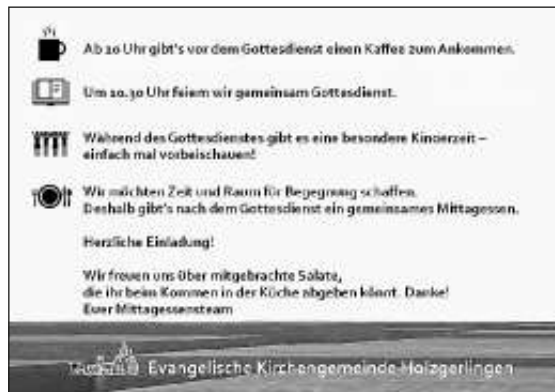 Ab 10 Uhr gibt's vor dem Gottesdienst einen Kaffee zum Ankommen.
Um 10.30 Uhr feiern wir gemeinsam Gottesdienst.
Während des Gottesdienstes gibt es eine besondere Kinderzeit –
einfach mal vorbeischauen!
Wir möchten Zeit und Raum für Begegnung schaffen.
Deshalb gibt's nach dem Gottesdienst ein gemeinsames Mittagessen.
Herzliche Einladung!
Wir freuen uns über mitgebrachte Salate,
die ihr beim Kommen in der Küche abgeben könnt. Danke!
Euer Mittagessensteam
Evangelische Kirchengemeinde Holzgerlingen